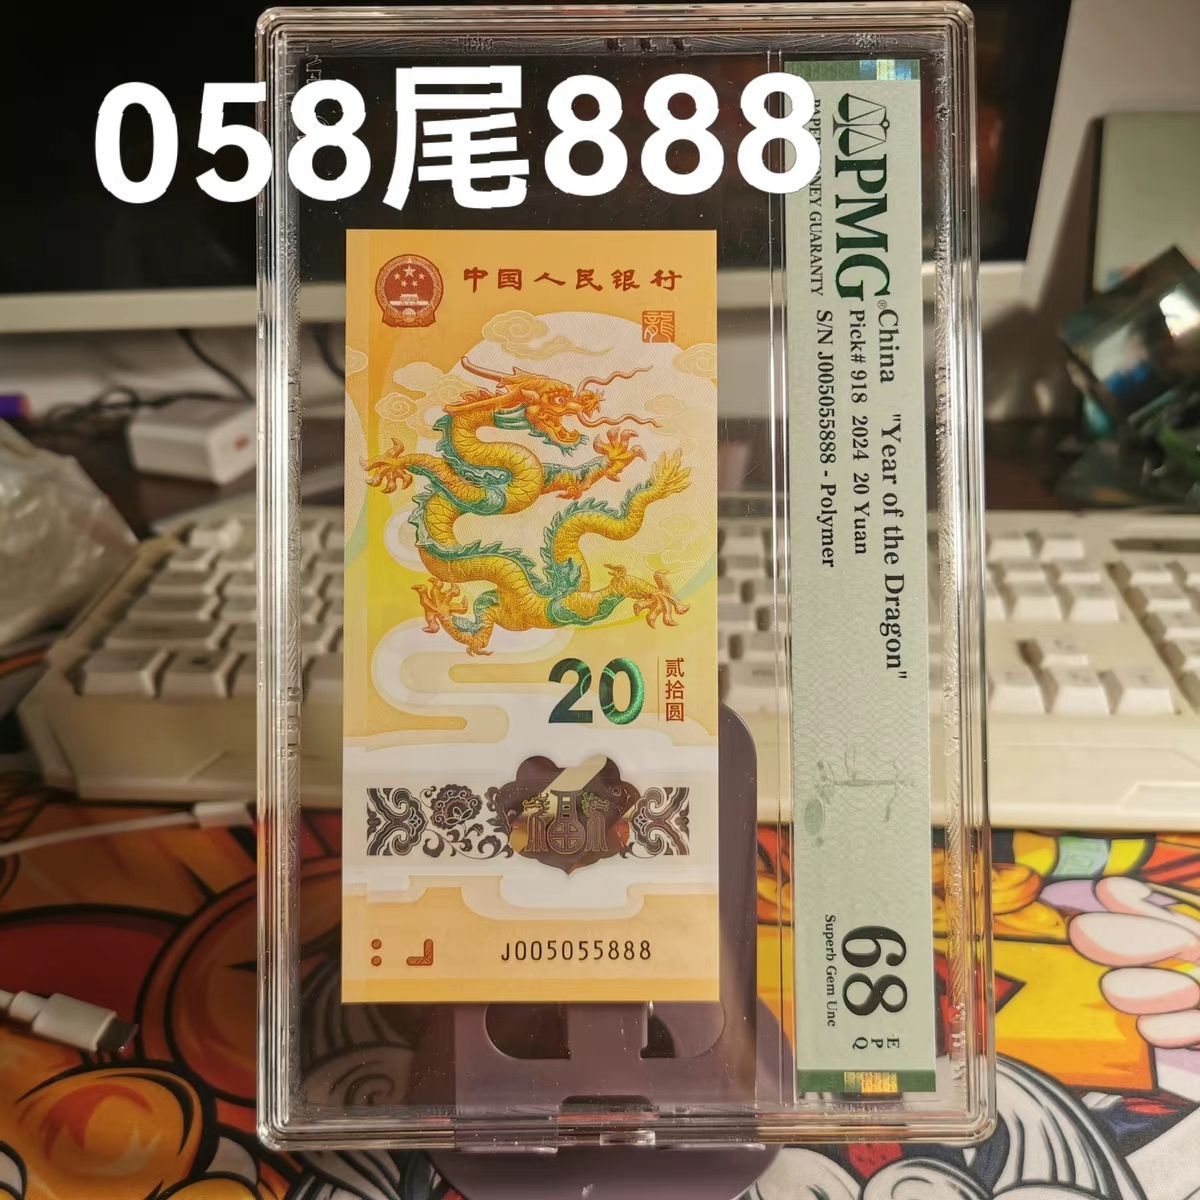 058尾888
中国人民银行
龍
20
贰拾圆
福
J005055888
PMG®
PAPER MONEY GUARANTY
China "Year of the Dragon"
Pick# 918 2024 20 Yuan
S/N J005055888 - Polymer
68 EPQ
Superb Gem Unc